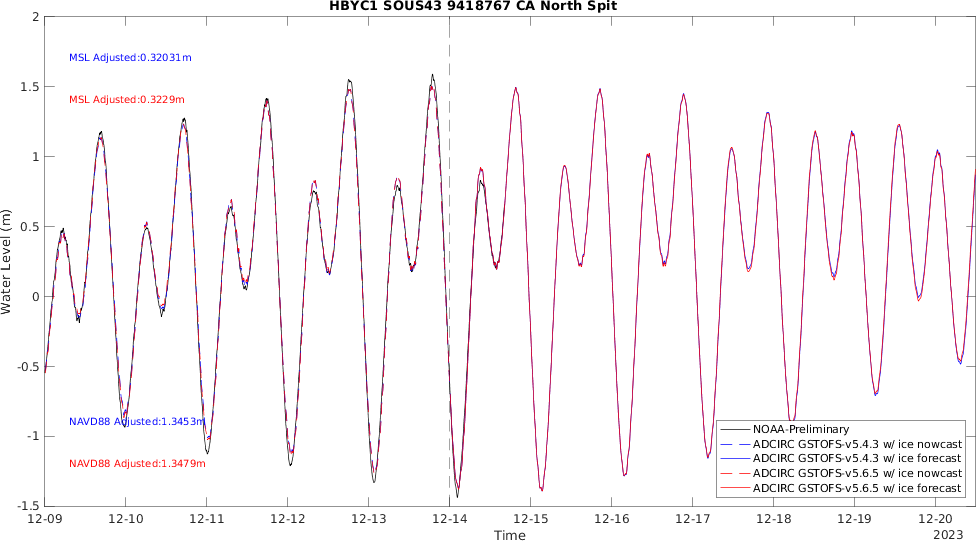 HBYC1 SOUS43 9418767 CA North Spit
2
1.5
1
0.5
0
-0.5
-1
-1.5
Water Level (m)
MSL Adjusted:0.32031m
MSL Adjusted:0.3229m
NAVD88 Adjusted:1.3453m
NAVD88 Adjusted:1.3479m
NOAA-Preliminary
ADCIRC GSTOFS-v5.4.3 w/ ice nowcast
ADCIRC GSTOFS-v5.4.3 w/ ice forecast
ADCIRC GSTOFS-v5.6.5 w/ ice nowcast
ADCIRC GSTOFS-v5.6.5 w/ ice forecast
12-09 12-10 12-11 12-12 12-13 12-14 12-15 12-16 12-17 12-18 12-19 12-20
Time
2023